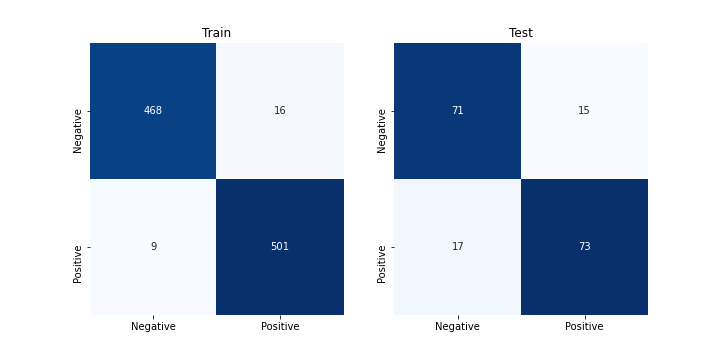 Train
Test
Negative
468
16
Negative
71
15
Positive
9
501
Positive
17
73
Negative
Positive
Negative
Positive